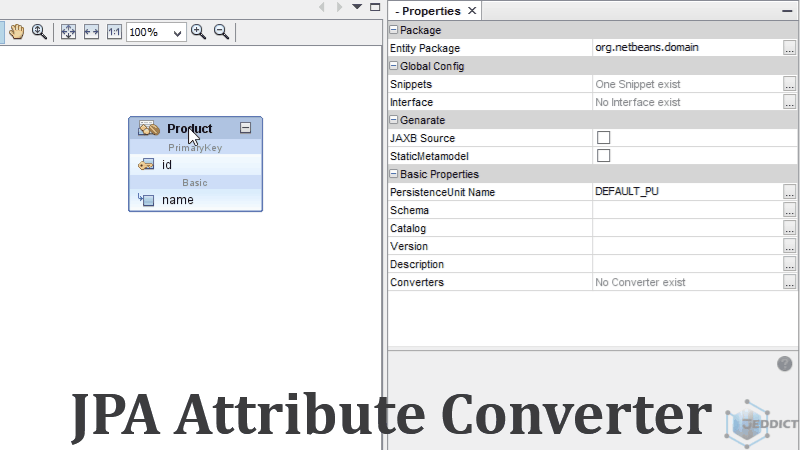 - Properties ×
100%
1:1
Package
Entity Package org.netbeans.domain ...
Global Config
Snippets One Snippet exist ...
Interface No Interface exist ...
Genarate
JAXB Source
StaticMetamodel
Basic Properties
PersistenceUnit Name DEFAULT_PU ...
Schema ...
Catalog ...
Version ...
Description ...
Converters No Converter exist ...
Product
PrimaryKey
id
Basic
name
?
JPA Attribute Converter
JEDDICT